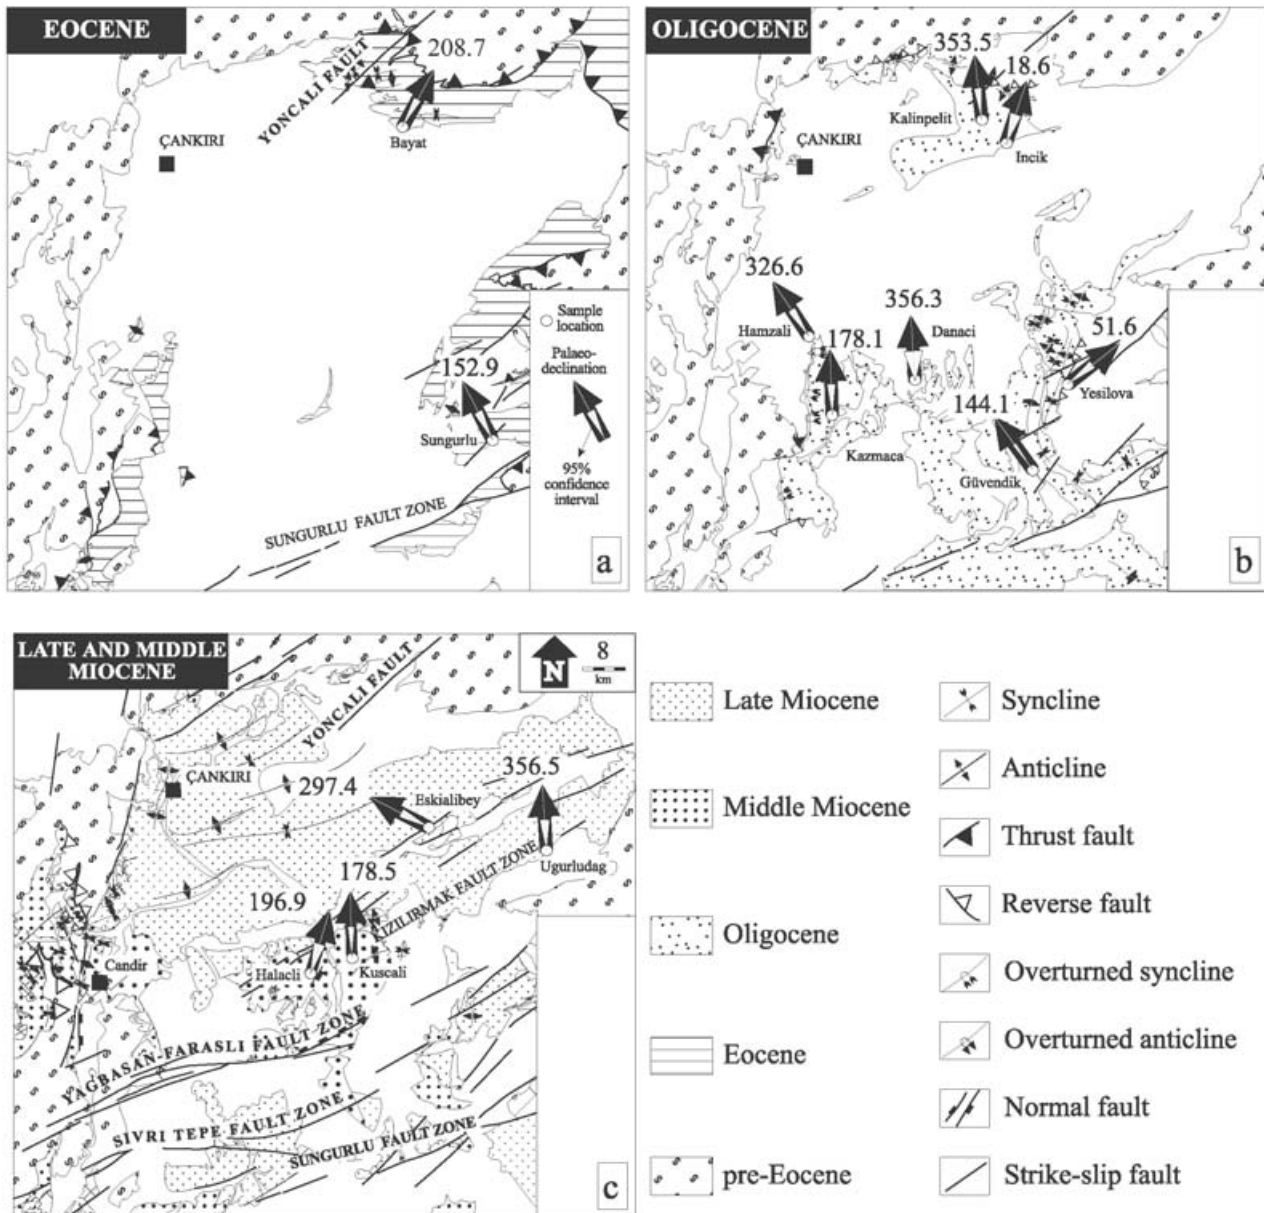 EOCENE
YONCALI FAULT
208.7
Bayat
ÇANKIRI
152.9
Sungurlu
SUNGURLU FAULT ZONE
Sample
location
Palaeo-
declination
95%
confidence
interval
a
OLIGOCENE
353.5
18.6
Kalinpelit
Incik
ÇANKIRI
326.6
Hamzali
178.1
356.3
Danaci
51.6
Yesilova
144.1
Kazmaca
Güvendik
b
LATE AND MIDDLE
MIOCENE
N
8
km
YONCALI FAULT
ÇANKIRI
297.4
Eskialibey
356.5
Ugurludag
178.5
196.9
KIZILIRMAK FAULT ZONE
Candir
Halacli
Kuscali
YAGBASAN-FARASLI FAULT ZONE
SIVRI TEPE FAULT ZONE
SUNGURLU FAULT ZONE
c
Late Miocene
Middle Miocene
Oligocene
Eocene
pre-Eocene
Syncline
Anticline
Thrust fault
Reverse fault
Overturned syncline
Overturned anticline
Normal fault
Strike-slip fault